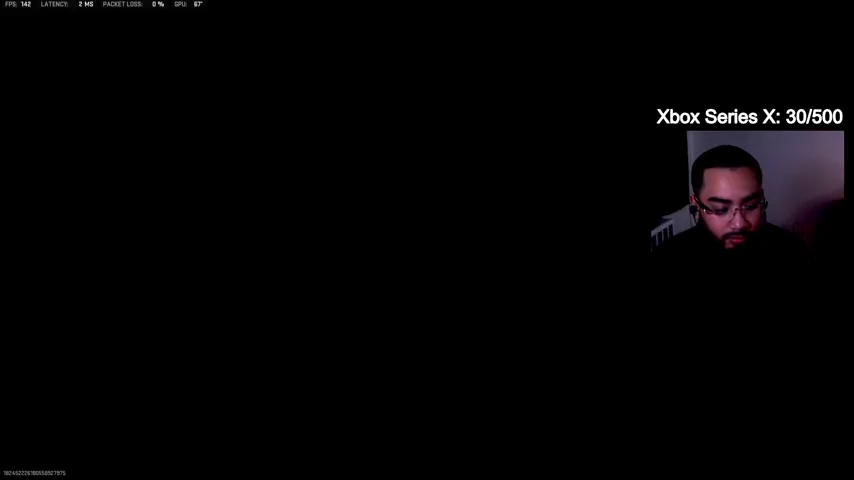 FPS: 142 LATENCY: 2 MS PACKET LOSS: 0 % GPU: 67°
Xbox Series X: 30/500